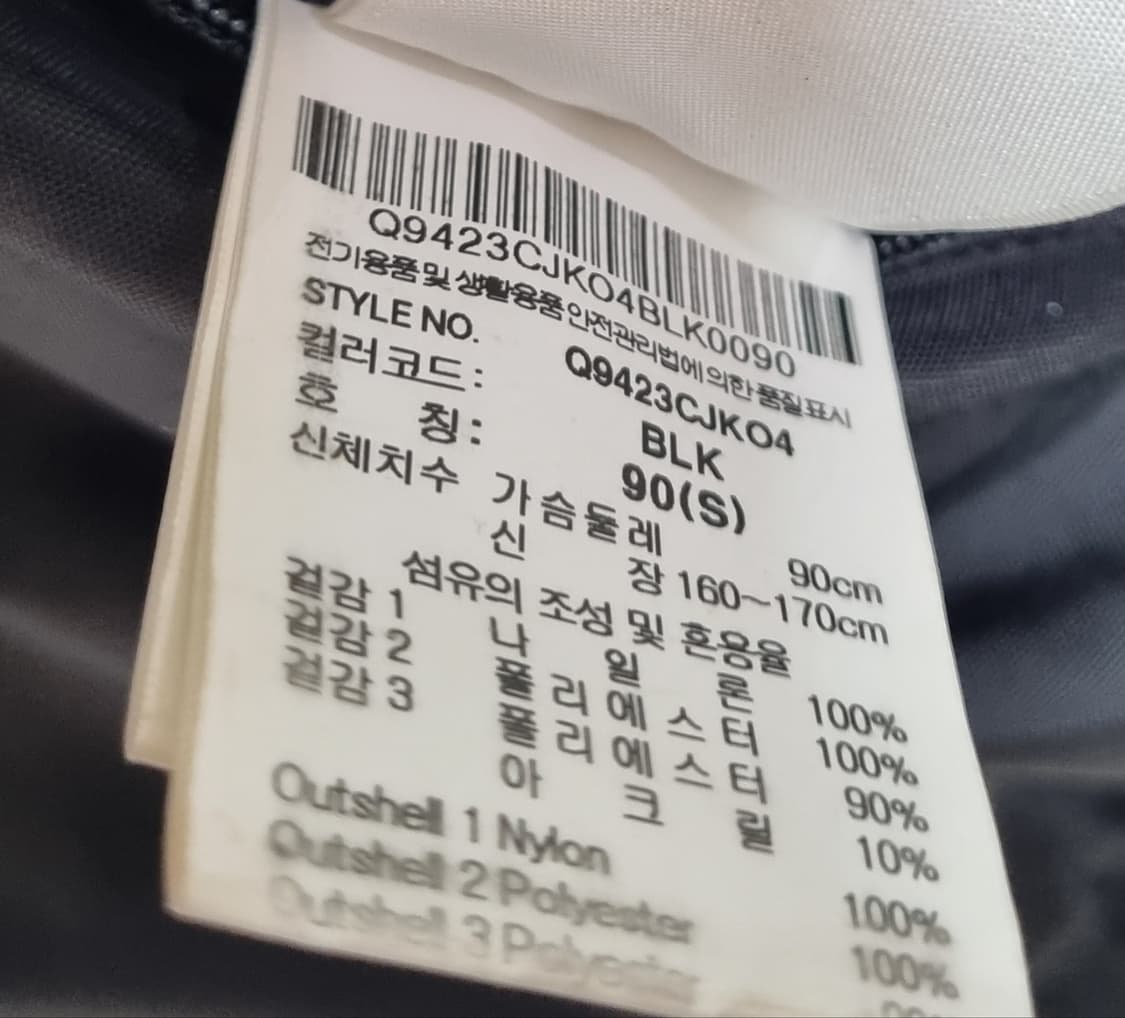 Q9423CJKO4BLK0090
전기용품 및 생활용품 안전관리법에 의한 품질표시
STYLE NO. Q9423CJKO4
컬러코드: BLK
호 칭: 90(S)
신체치수 가슴둘레 90cm
신 장 160~170cm
섬유의 조성 및 혼용율
겉감 1 나 일 론 100%
겉감 2 폴 리 에 스 터 100%
겉감 3 폴 리 에 스 터 90%
아 크 릴 10%
Outshell 1 Nylon 100%
Outshell 2 Polyester 100%
Outshell 3 Polyester